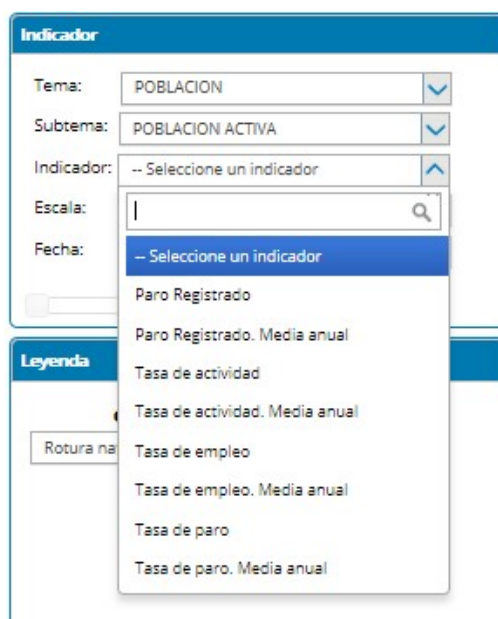 Indicador
Tema: POBLACION
Subtema: POBLACION ACTIVA
Indicador: -- Seleccione un indicador
Escala:
Fecha:
-- Seleccione un indicador
Paro Registrado
Paro Registrado. Media anual
Tasa de actividad
Tasa de actividad. Media anual
Tasa de empleo
Tasa de empleo. Media anual
Tasa de paro
Tasa de paro. Media anual
Leyenda
Rotura